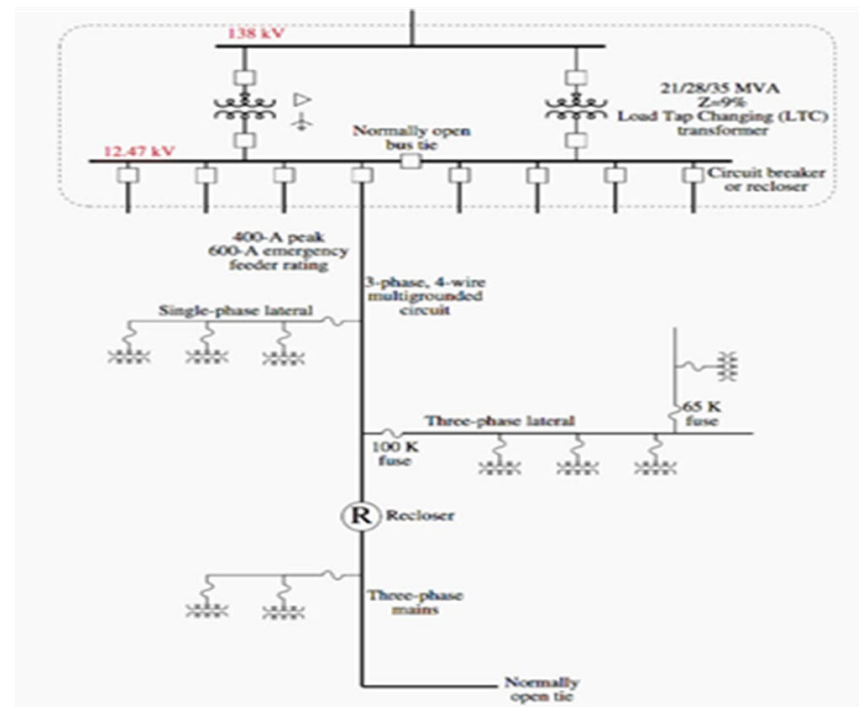 138 kV
21/28/35 MVA
Z=9%
Load Tap Changing (LTC)
transformer
Normally open
bus tie
12.47 kV
Circuit breaker
or recloser
400-A peak
600-A emergency
feeder rating
3-phase, 4-wire
multigrounded
circuit
Single-phase lateral
65 K
fuse
Three-phase lateral
100 K
fuse
R
Recloser
Three-phase
mains
Normally
open tie